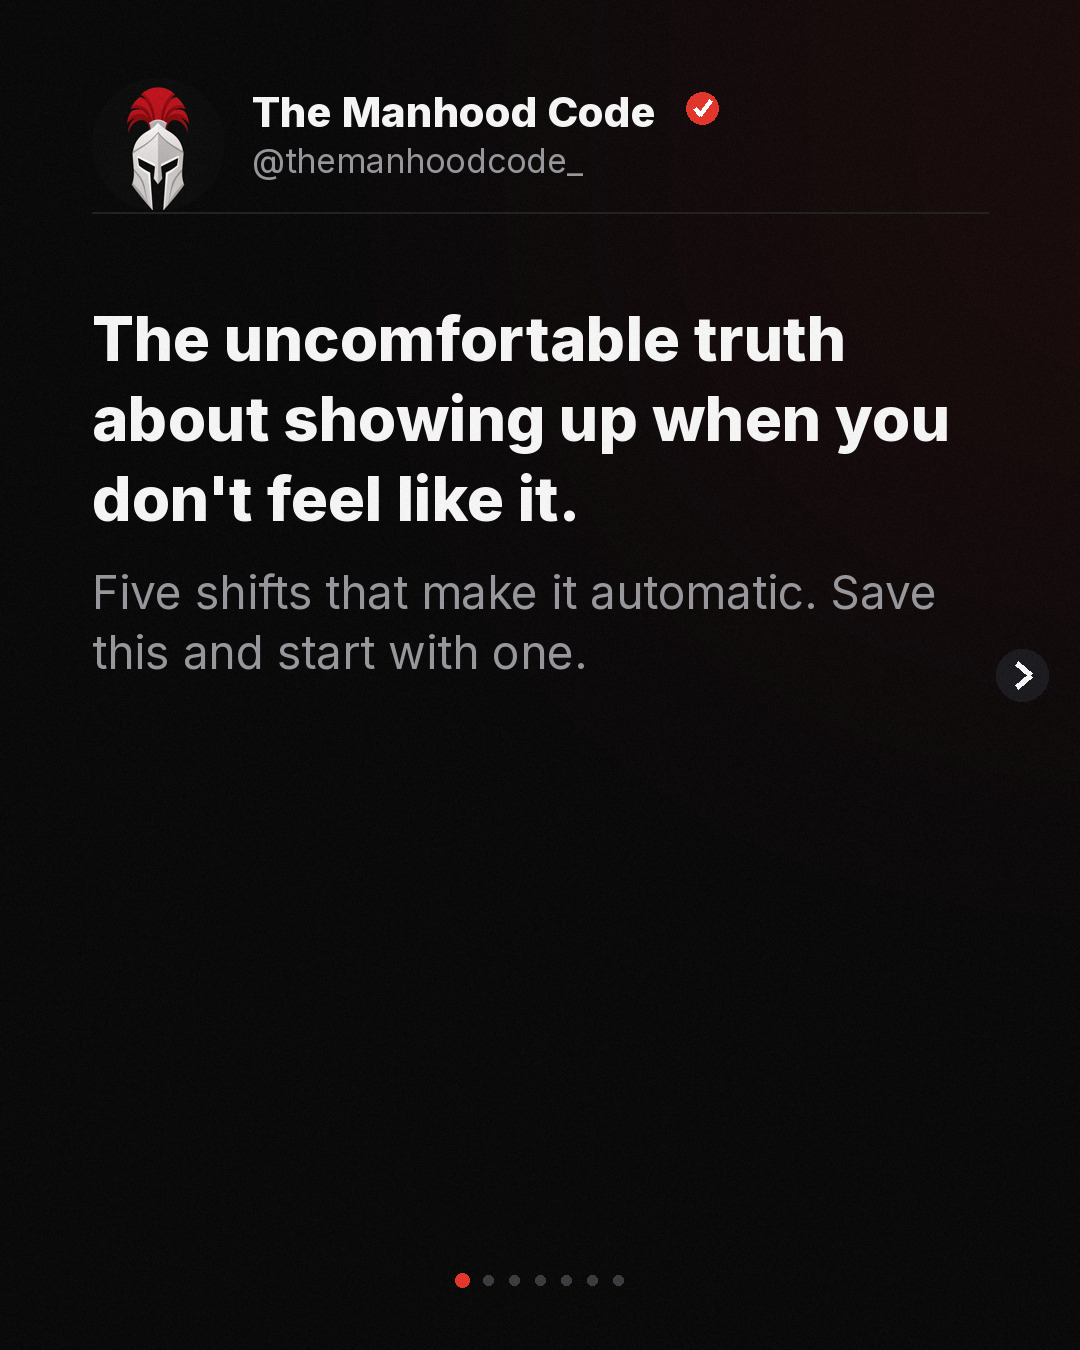 The Manhood Code
@themanhoodcode_
The uncomfortable truth
about showing up when you
don't feel like it.
Five shifts that make it automatic. Save
this and start with one.